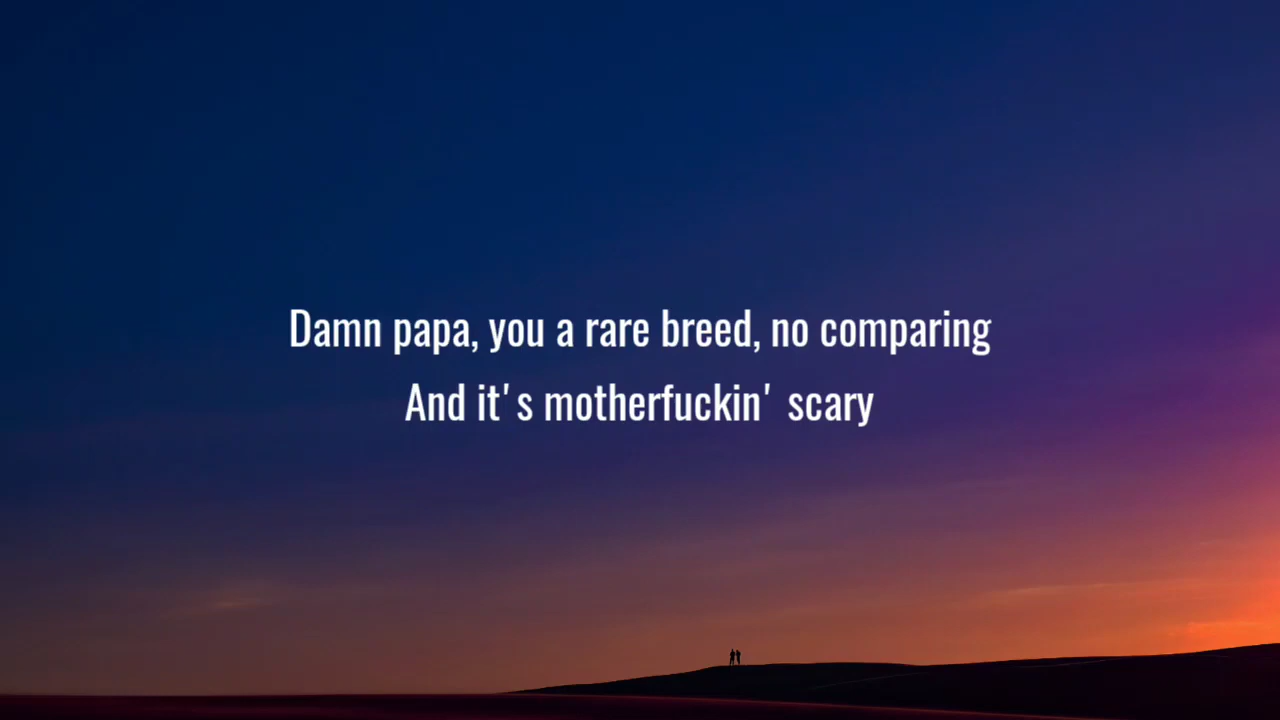 Damn papa, you a rare breed, no comparing
And it's motherfuckin' scary